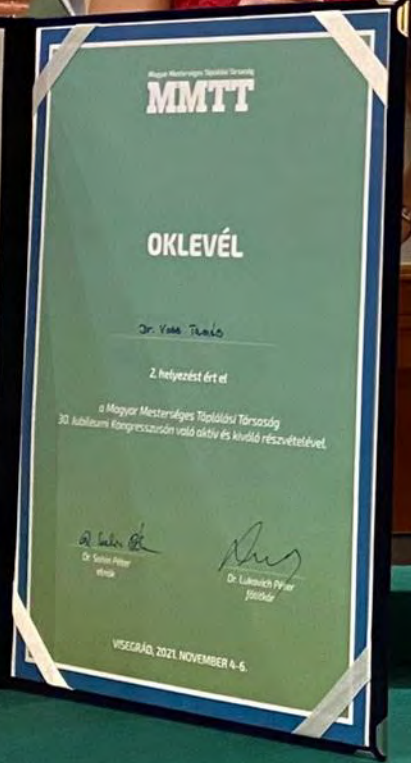 Magyar Mesterséges Táplálási Társaság
MMTT
OKLEVÉL
Dr. Tamás
2. helyezést ért el
a Magyar Mesterséges Táplálási Társaság
30. Jubileumi Kongresszusán való aktív és kiváló részvételével.
Dr. Sahin Péter
elnök
Dr. Lukovich Péter
főtitkár
VISEGRÁD, 2021. NOVEMBER 4-6.